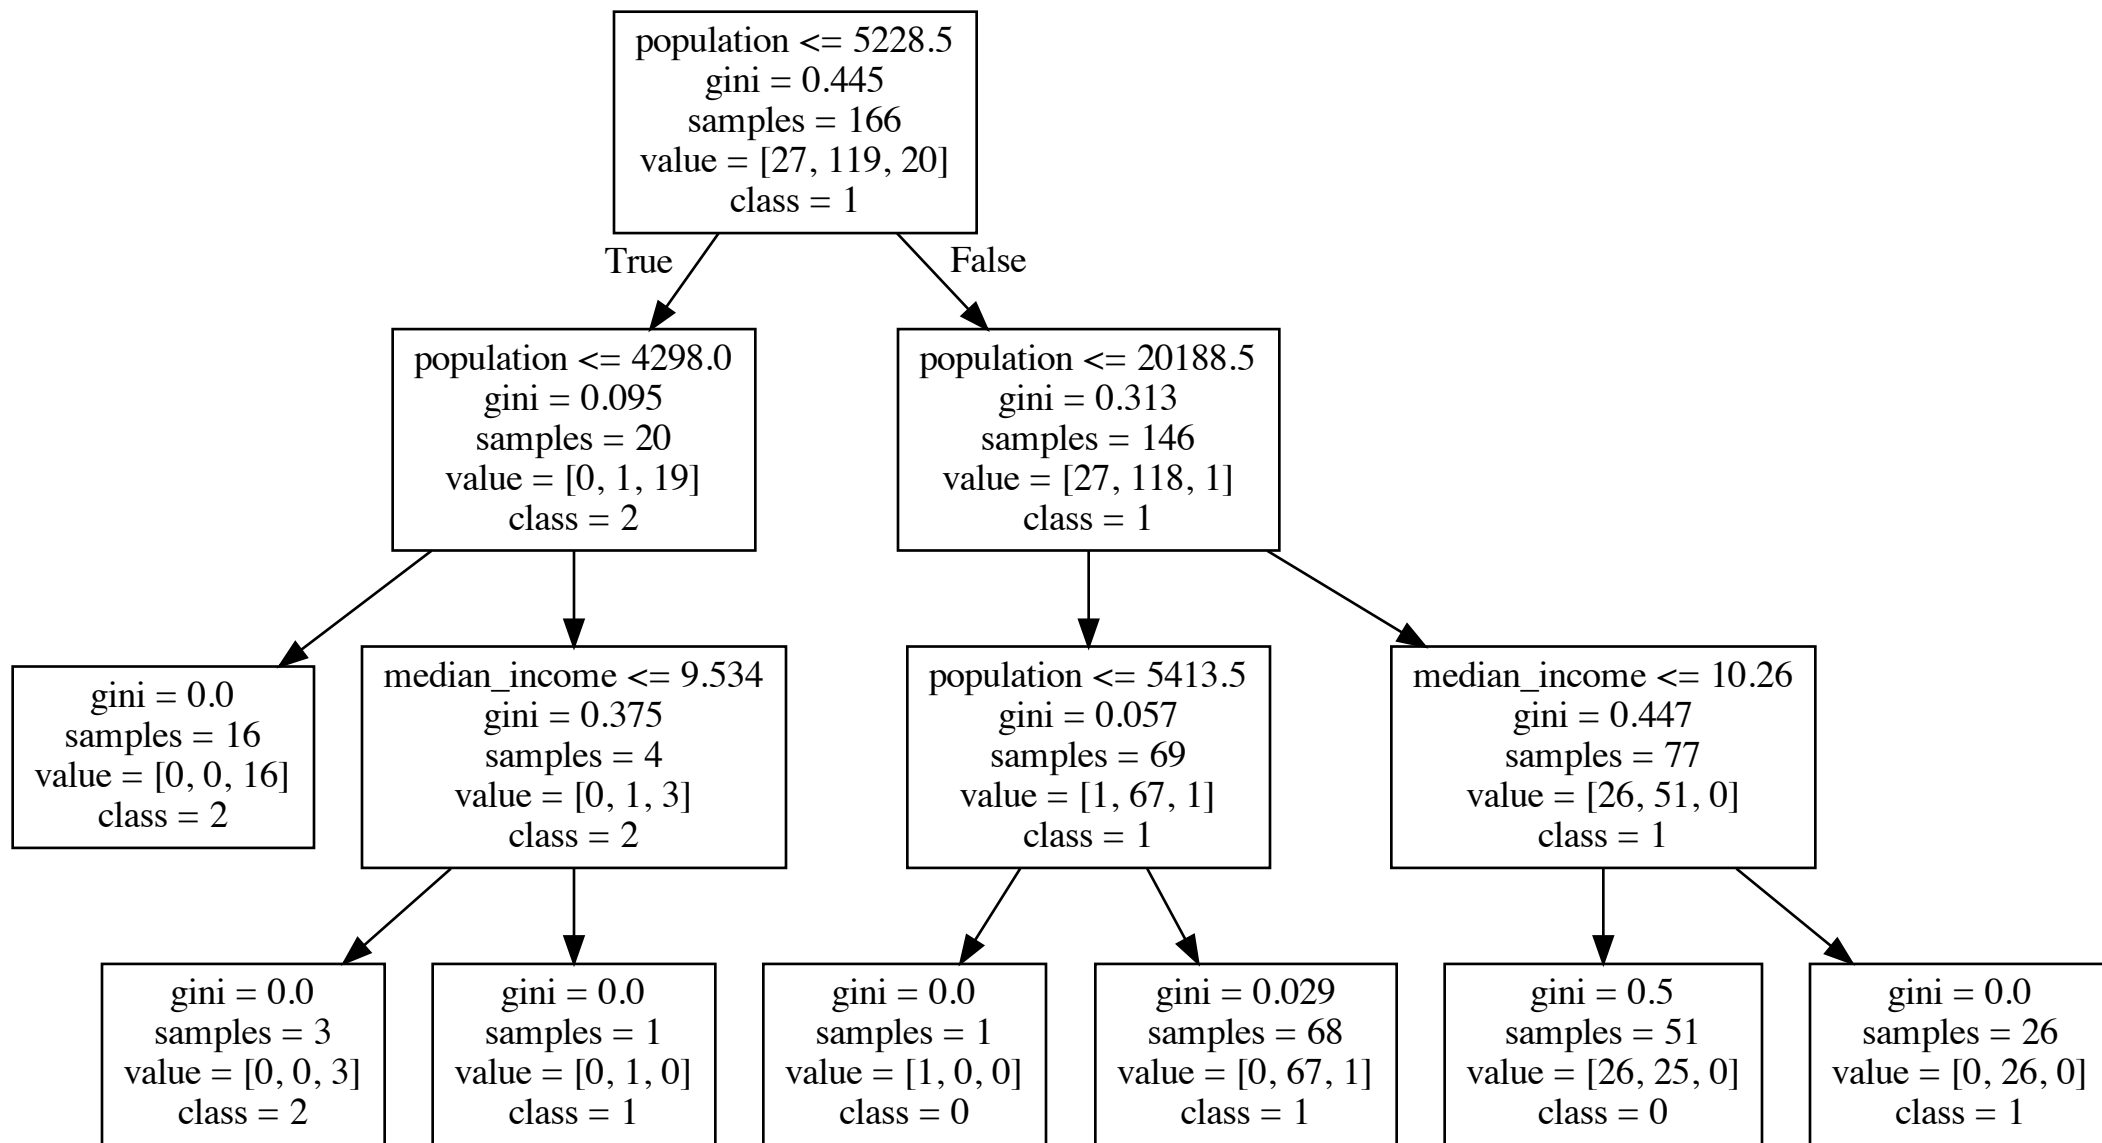 population <= 5228.5
gini = 0.445
samples = 166
value = [27, 119, 20]
class = 1
True
False
population <= 4298.0
gini = 0.095
samples = 20
value = [0, 1, 19]
class = 2
population <= 20188.5
gini = 0.313
samples = 146
value = [27, 118, 1]
class = 1
gini = 0.0
samples = 16
value = [0, 0, 16]
class = 2
median_income <= 9.534
gini = 0.375
samples = 4
value = [0, 1, 3]
class = 2
population <= 5413.5
gini = 0.057
samples = 69
value = [1, 67, 1]
class = 1
median_income <= 10.26
gini = 0.447
samples = 77
value = [26, 51, 0]
class = 1
gini = 0.0
samples = 3
value = [0, 0, 3]
class = 2
gini = 0.0
samples = 1
value = [0, 1, 0]
class = 1
gini = 0.0
samples = 1
value = [1, 0, 0]
class = 0
gini = 0.029
samples = 68
value = [0, 67, 1]
class = 1
gini = 0.5
samples = 51
value = [26, 25, 0]
class = 0
gini = 0.0
samples = 26
value = [0, 26, 0]
class = 1